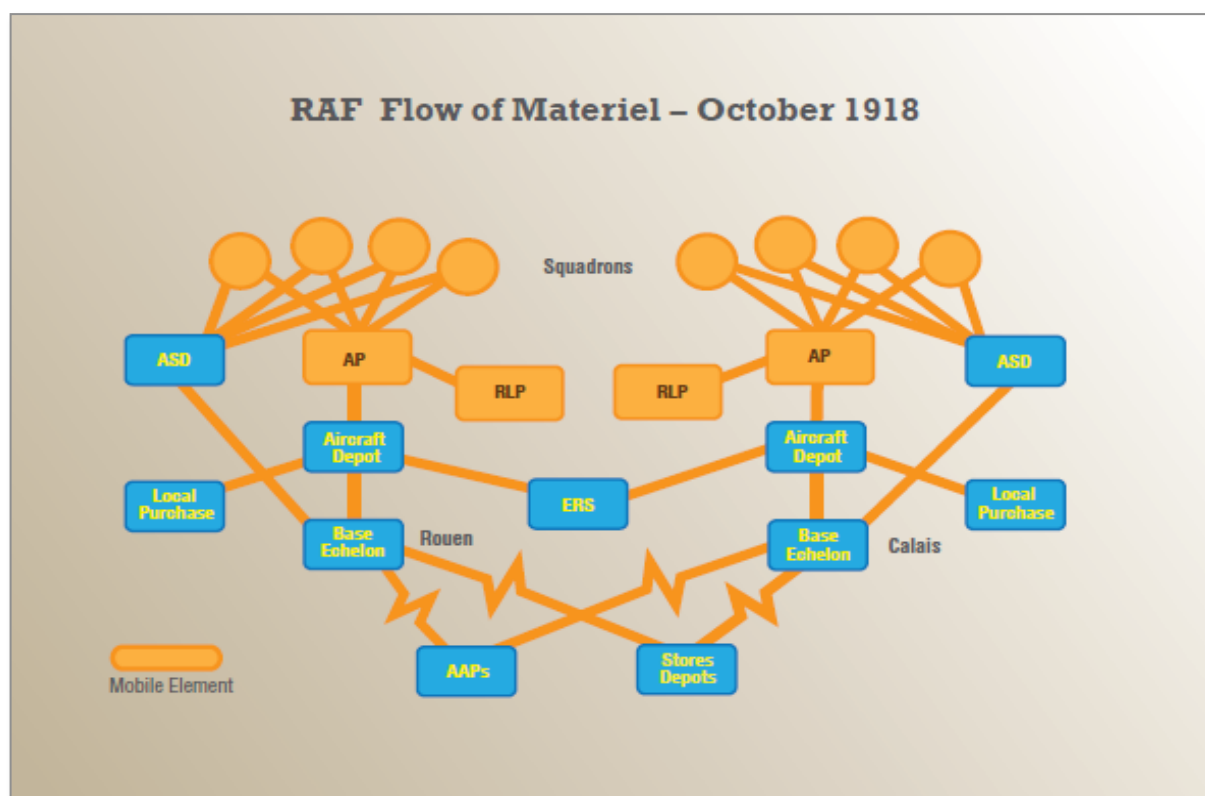 RAF Flow of Materiel – October 1918
Squadrons
ASD
AP
RLP
RLP
AP
ASD
Aircraft
Depot
Aircraft
Depot
Local
Purchase
ERS
Local
Purchase
Base
Echelon
Rouen
Base
Echelon
Calais
AAPs
Stores
Depots
Mobile Element